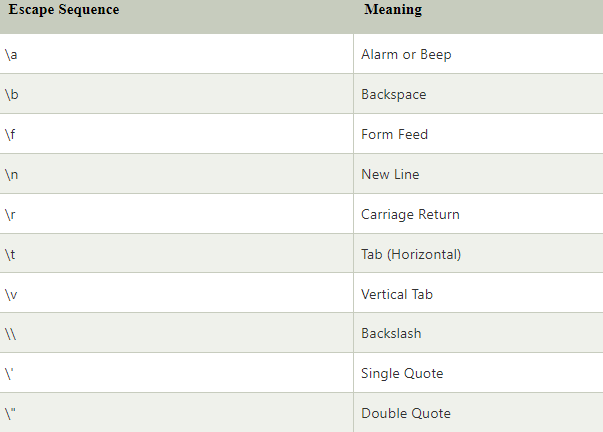 Escape Sequence Meaning
\a Alarm or Beep
\b Backspace
\f Form Feed
\n New Line
\r Carriage Return
\t Tab (Horizontal)
\v Vertical Tab
\\ Backslash
\' Single Quote
\" Double Quote